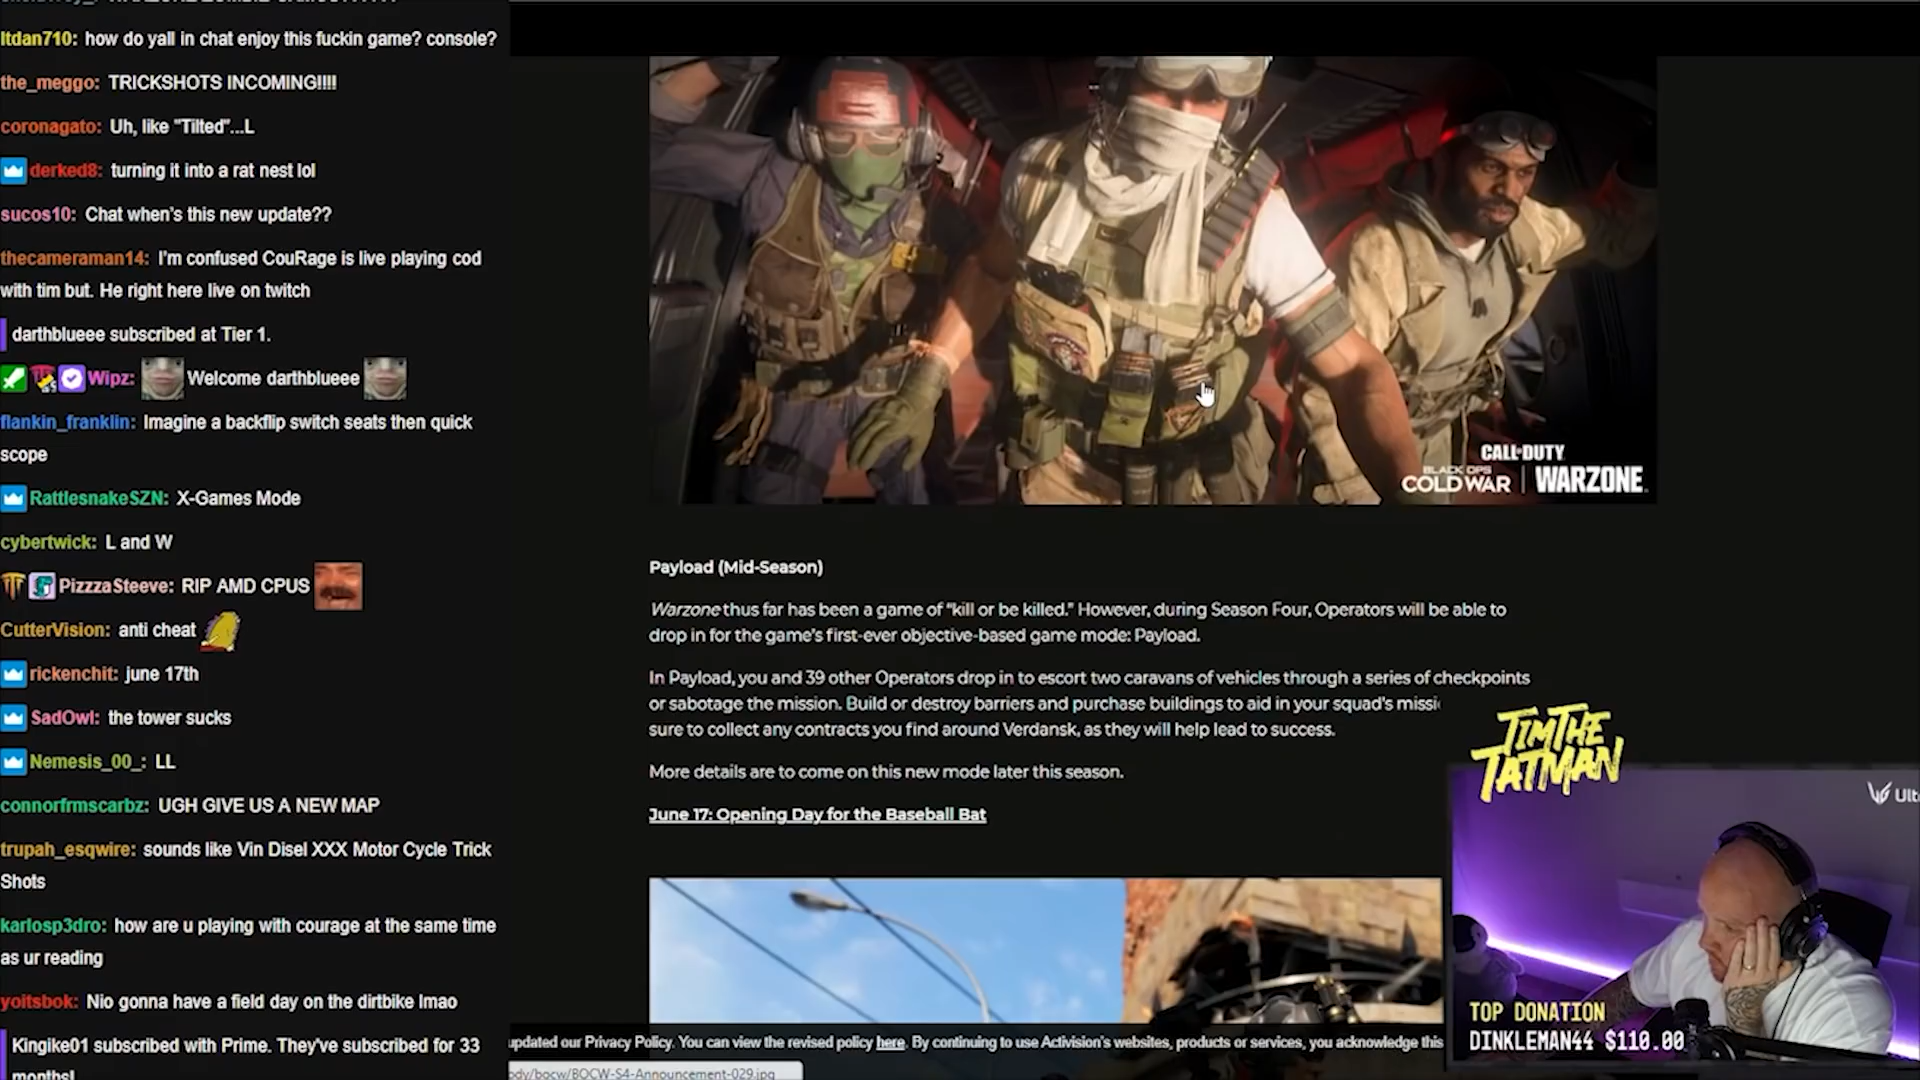 ltdan710: how do yall in chat enjoy this fuckin game? console?
the_meggo: TRICKSHOTS INCOMING!!!!
coronagato: Uh, like "Tilted"...L
derked8: turning it into a rat nest lol
sucos10: Chat when's this new update??
thecameraman14: I'm confused CouRage is live playing cod
with tim but. He right here live on twitch
darthblueee subscribed at Tier 1.
Wipz: Welcome darthblueee
flankin_franklin: Imagine a backflip switch seats then quick
scope
RattlesnakeSZN: X-Games Mode
cybertwick: L and W
PizzzaSteeve: RIP AMD CPUS
CutterVision: anti cheat
rickenchit: june 17th
SadOwl: the tower sucks
Nemesis_00_: LL
connorfrmscarbz: UGH GIVE US A NEW MAP
trupah_esqwire: sounds like Vin Disel XXX Motor Cycle Trick
Shots
karlosp3dro: how are u playing with courage at the same time
as ur reading
yoitsbok: Nio gonna have a field day on the dirtbike lmao
Kingike01 subscribed with Prime. They've subscribed for 33
months!
CALL OF DUTY
BLACK OPS
COLD WAR | WARZONE
Payload (Mid-Season)
Warzone thus far has been a game of "kill or be killed." However, during Season Four, Operators will be able to
drop in for the game's first-ever objective-based game mode: Payload.
In Payload, you and 39 other Operators drop in to escort two caravans of vehicles through a series of checkpoints
or sabotage the mission. Build or destroy barriers and purchase buildings to aid in your squad's missi
sure to collect any contracts you find around Verdansk, as they will help lead to success.
More details are to come on this new mode later this season.
June 17: Opening Day for the Baseball Bat
updated our Privacy Policy. You can view the revised policy here. By continuing to use Activision's websites, products or services, you acknowledge this
ody/bocw/BOCW-S4-Announcement-029.jpg
TIMTHE
TATMAN
Ult
TOP DONATION
DINKLEMAN44 $110.00